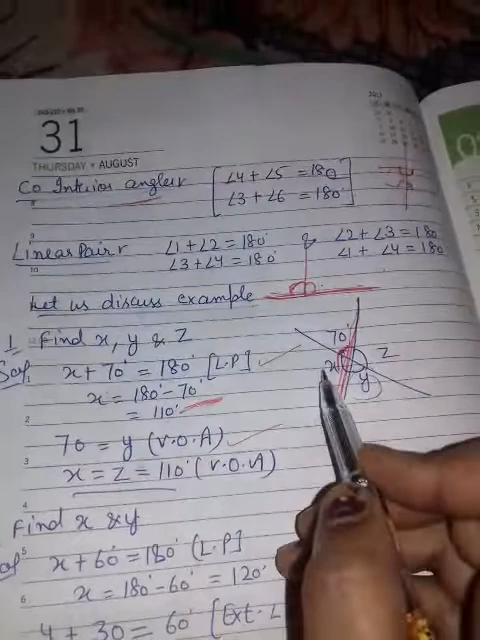 31
THURSDAY • AUGUST
Co Interior angles
∠4 + ∠5 = 180
∠3 + ∠6 = 180°
Linear Pair
∠1 + ∠2 = 180°
∠3 + ∠4 = 180°
∠2 + ∠3 = 180
∠1 + ∠4 = 180
Let us discuss example
1 Find x, y & Z
x + 70° = 180° [L.P]
x = 180° - 70°
= 110°
70 = y (V.O.A)
x = Z = 110° (V.O.A)
70°
x
Z
y
Find x & y
x + 60° = 180° (L.P]
x = 180° - 60° = 120°
4 + 30 = 60° [Ext. L